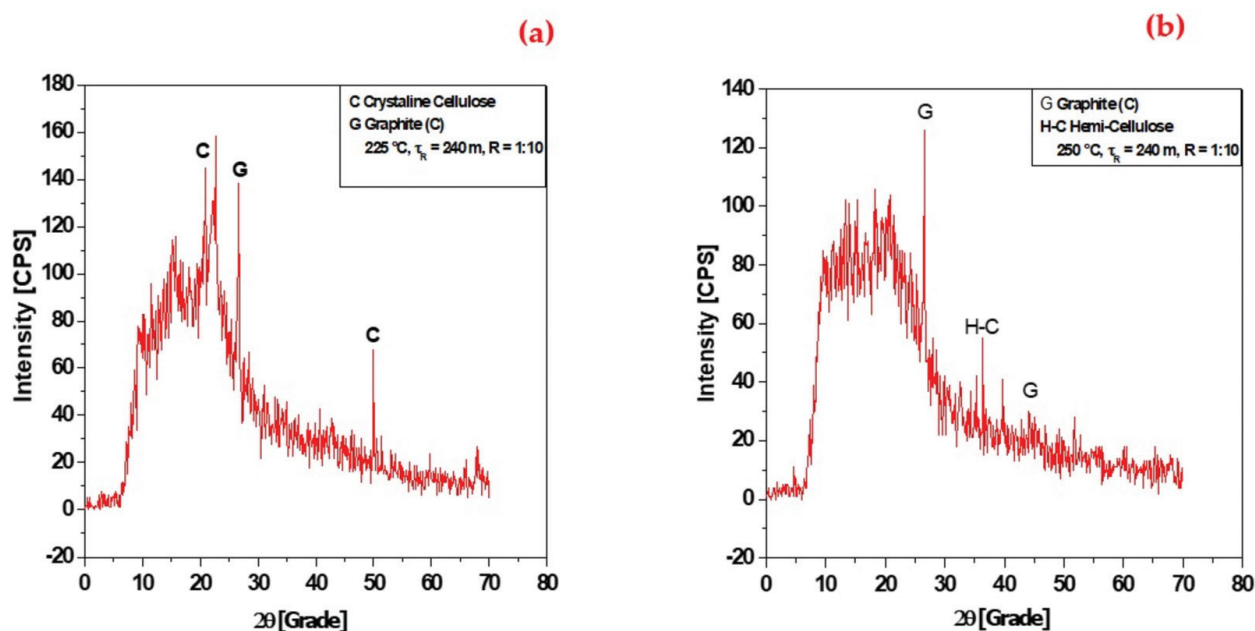 (a)
180
160
140
120
100
80
60
40
20
0
-20
Intensity [CPS]
C Crystaline Cellulose
G Graphite (C)
225 °C, τR = 240 m, R = 1:10
C
G
C
0 10 20 30 40 50 60 70 80
2θ [Grade]
(b)
140
120
100
80
60
40
20
0
-20
Intensity [CPS]
G Graphite (C)
H-C Hemi-Cellulose
250 °C, τR = 240 m, R = 1:10
G
H-C
G
0 10 20 30 40 50 60 70 80
2θ [Grade]